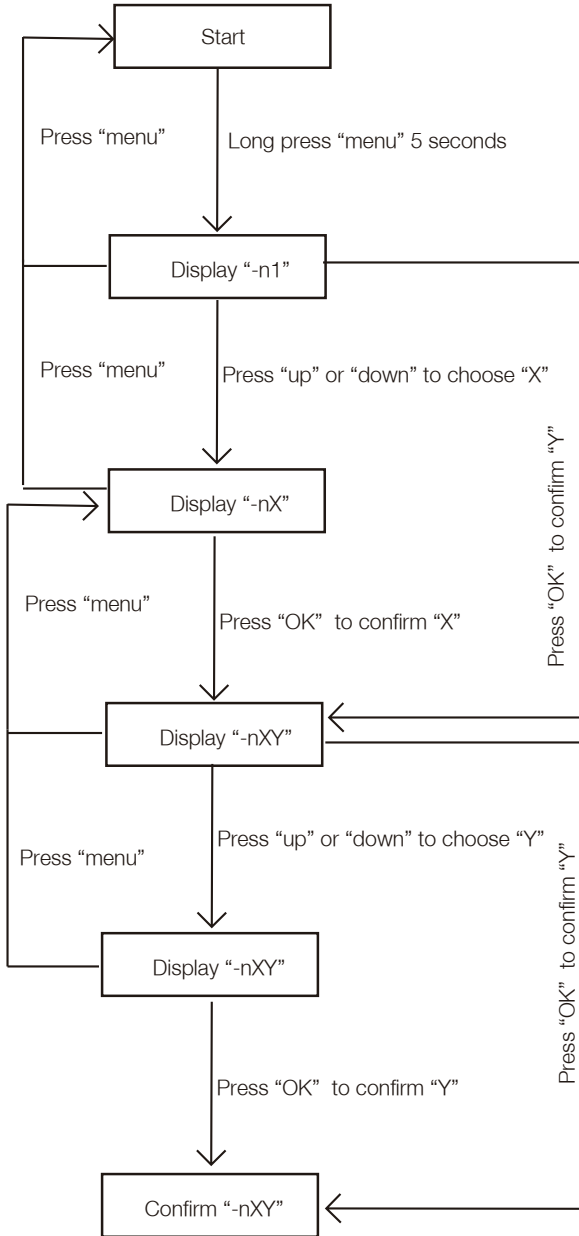 Start
Press “menu”
Long press “menu” 5 seconds
Display “-n1”
Press “menu”
Press “up” or “down” to choose “X”
Press “OK”  to confirm “Y”
Display “-nX”
Press “menu”
Press “OK”  to confirm “X”
Display “-nXY”
Press “up” or “down” to choose “Y”
Press “menu”
Press “OK”  to confirm “Y”
Display “-nXY”
Press “OK”  to confirm “Y”
Confirm “-nXY”